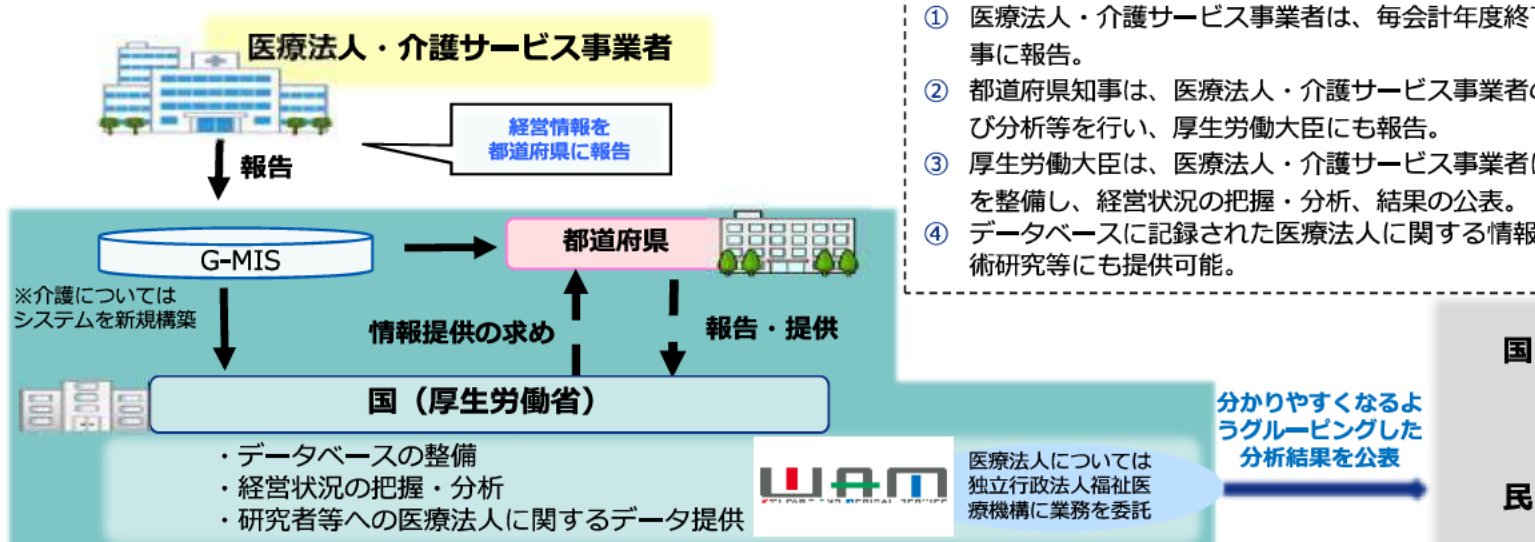 医療法人・介護サービス事業者
経営情報を
都道府県に報告
報告
G-MIS
都道府県
※介護については
システムを新規構築
情報提供の求め
報告・提供
国（厚生労働省）
・データベースの整備
・経営状況の把握・分析
・研究者等への医療法人に関するデータ提供
WAM
医療法人については
独立行政法人福祉医
療機構に業務を委託
① 医療法人・介護サービス事業者は、毎会計年度終
事に報告。
② 都道府県知事は、医療法人・介護サービス事業者
び分析等を行い、厚生労働大臣にも報告。
③ 厚生労働大臣は、医療法人・介護サービス事業者
を整備し、経営状況の把握・分析、結果の公表。
④ データベースに記録された医療法人に関する情報
術研究等にも提供可能。
分かりやすくなるよ
うグルーピングした
分析結果を公表
国
民